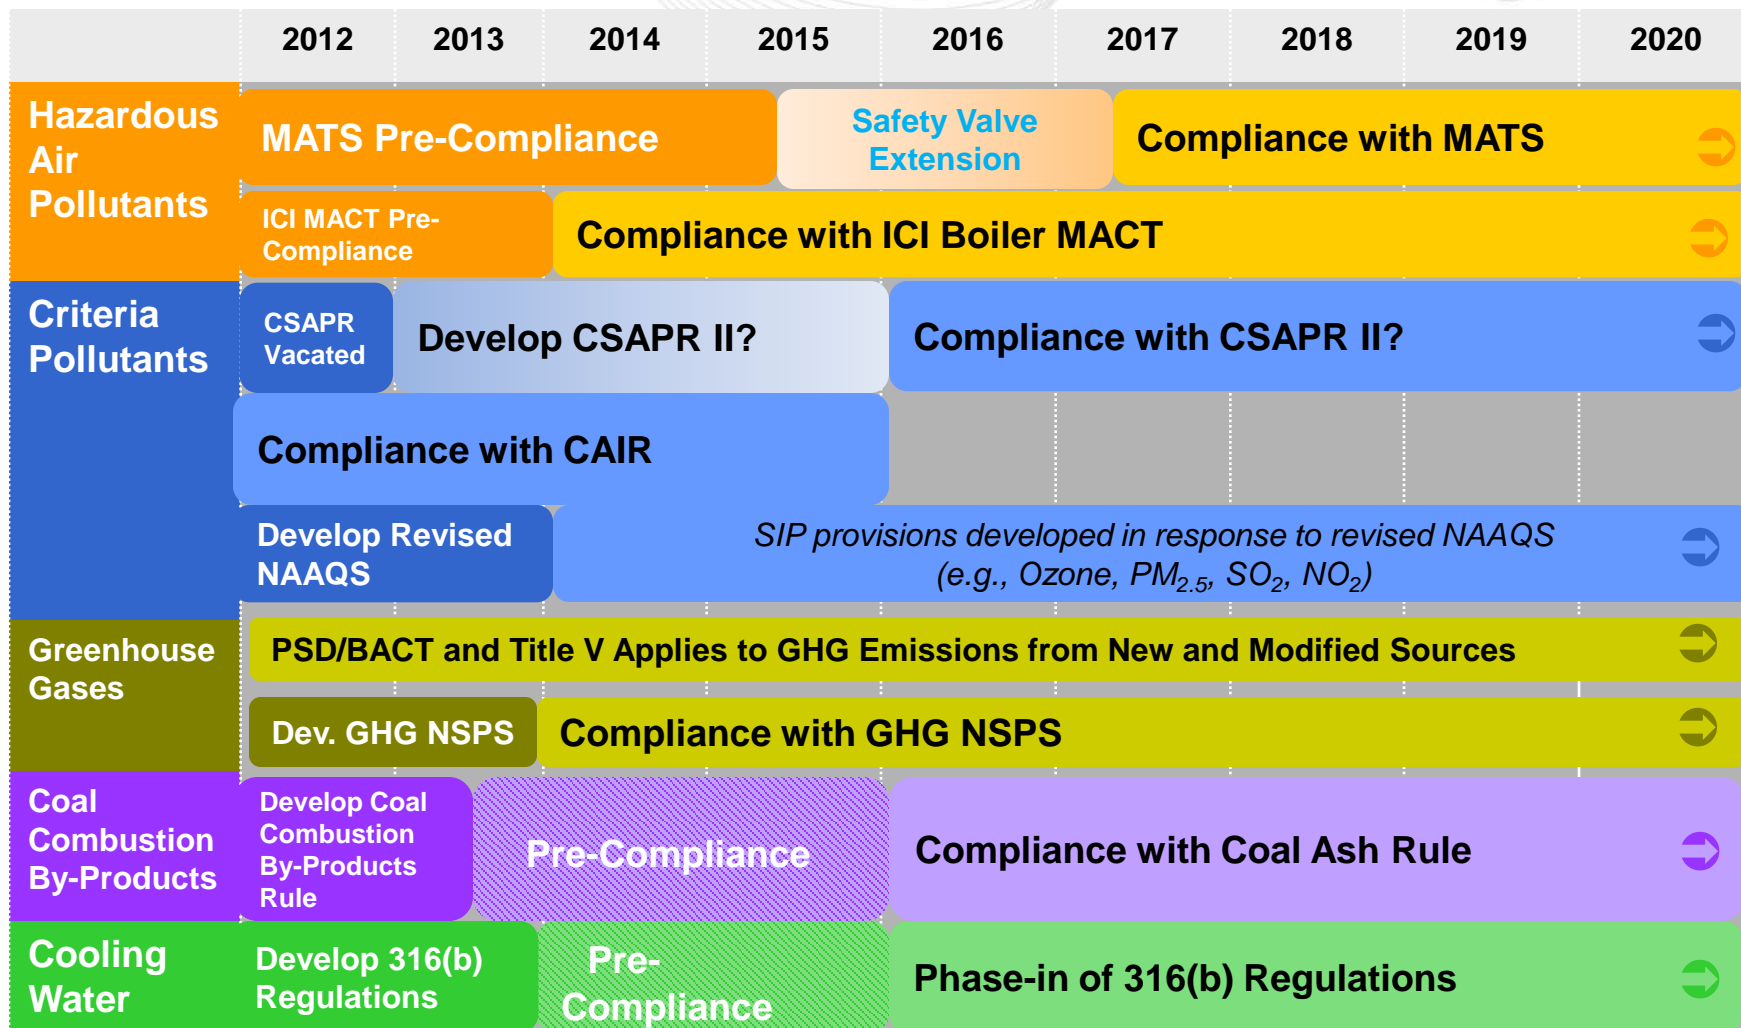 2012 2013 2014 2015 2016 2017 2018 2019 2020
Hazardous
Air
Pollutants
MATS Pre-Compliance
Safety Valve
Extension
Compliance with MATS
ICI MACT Pre-
Compliance
Compliance with ICI Boiler MACT
Criteria
Pollutants
CSAPR
Vacated
Develop CSAPR II?
Compliance with CSAPR II?
Compliance with CAIR
Develop Revised
NAAQS
SIP provisions developed in response to revised NAAQS
(e.g., Ozone, PM2.5, SO2, NO2)
Greenhouse
Gases
PSD/BACT and Title V Applies to GHG Emissions from New and Modified Sources
Dev. GHG NSPS
Compliance with GHG NSPS
Coal
Combustion
By-Products
Develop Coal
Combustion
By-Products
Rule
Pre-Compliance
Compliance with Coal Ash Rule
Cooling
Water
Develop 316(b)
Regulations
Pre-
Compliance
Phase-in of 316(b) Regulations